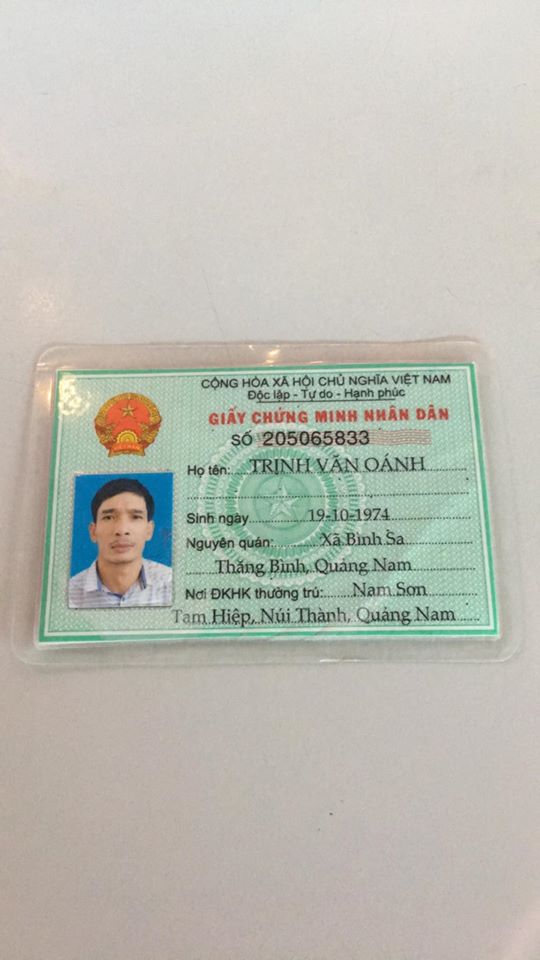 CỘNG HÒA XÃ HỘI CHỦ NGHĨA VIỆT NAM
Độc lập - Tự do - Hạnh phúc
GIẤY CHỨNG MINH NHÂN DÂN
SỐ 205065833
Họ tên: TRỊNH VĂN OÁNH
Sinh ngày 19-10-1974
Nguyên quán: Xã Bình Sa
Thăng Bình, Quảng Nam
Nơi ĐKHK thường trú: Nam Sơn
Tam Hiệp, Núi Thành, Quảng Nam